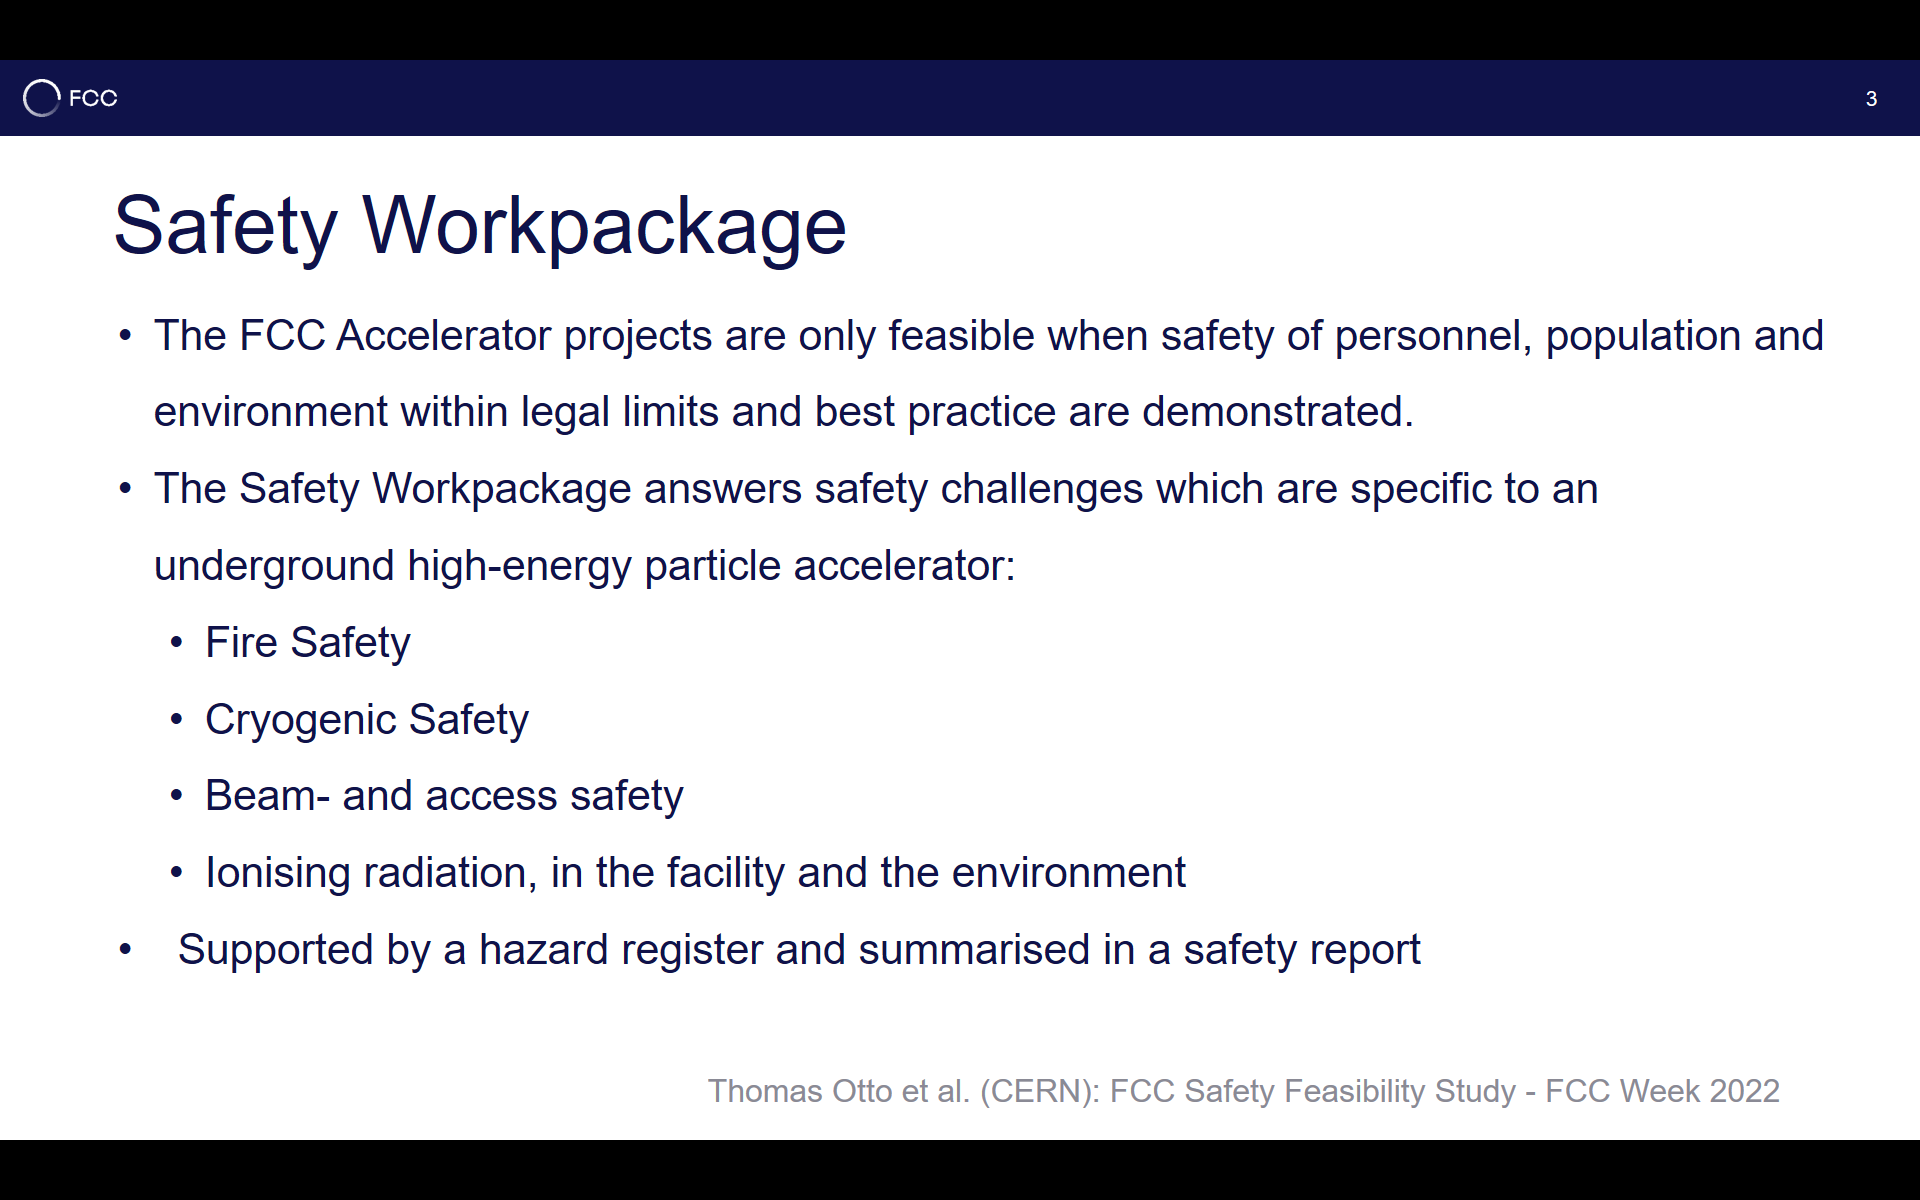 FCC
3
Safety Workpackage
• The FCC Accelerator projects are only feasible when safety of personnel, population and
environment within legal limits and best practice are demonstrated.
• The Safety Workpackage answers safety challenges which are specific to an
underground high-energy particle accelerator:
• Fire Safety
• Cryogenic Safety
• Beam- and access safety
• Ionising radiation, in the facility and the environment
• Supported by a hazard register and summarised in a safety report
Thomas Otto et al. (CERN): FCC Safety Feasibility Study - FCC Week 2022